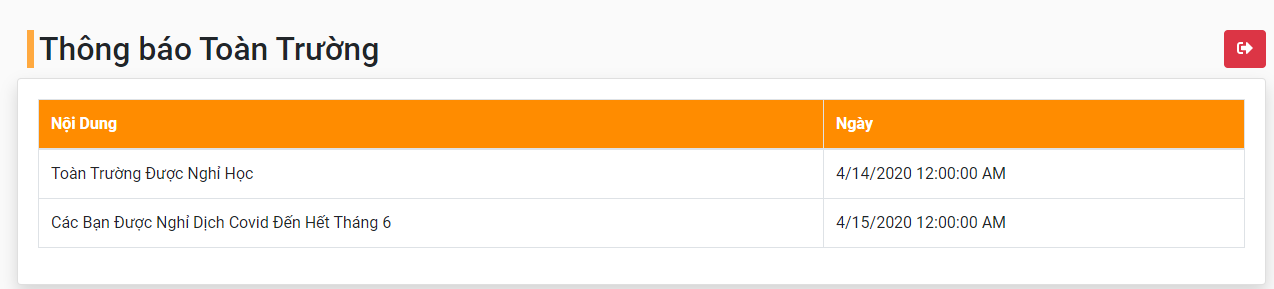 Thông báo Toàn Trường
Nội Dung Ngày
Toàn Trường Được Nghỉ Học 4/14/2020 12:00:00 AM
Các Bạn Được Nghỉ Dịch Covid Đến Hết Tháng 6 4/15/2020 12:00:00 AM